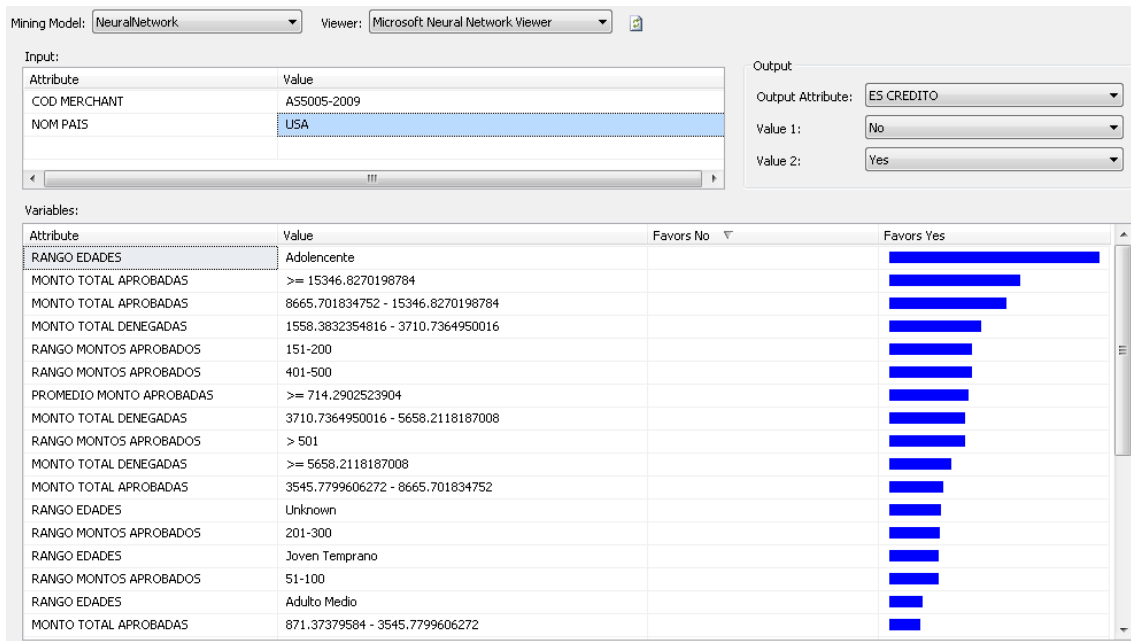 Mining Model: NeuralNetwork Viewer: Microsoft Neural Network Viewer
Input:
Attribute Value
COD MERCHANT AS5005-2009
NOM PAIS USA
Output
Output Attribute: ES CREDITO
Value 1: No
Value 2: Yes
Variables:
Attribute Value Favors No Favors Yes
RANGO EDADES Adolencente
MONTO TOTAL APROBADAS >= 15346.8270198784
MONTO TOTAL APROBADAS 8665.701834752 - 15346.8270198784
MONTO TOTAL DENEGADAS 1558.3832354816 - 3710.7364950016
RANGO MONTOS APROBADOS 151-200
RANGO MONTOS APROBADOS 401-500
PROMEDIO MONTO APROBADAS >= 714.2902523904
MONTO TOTAL DENEGADAS 3710.7364950016 - 5658.2118187008
RANGO MONTOS APROBADOS > 501
MONTO TOTAL DENEGADAS >= 5658.2118187008
MONTO TOTAL APROBADAS 3545.7799606272 - 8665.701834752
RANGO EDADES Unknown
RANGO MONTOS APROBADOS 201-300
RANGO EDADES Joven Temprano
RANGO MONTOS APROBADOS 51-100
RANGO EDADES Adulto Medio
MONTO TOTAL APROBADAS 871.37379584 - 3545.7799606272